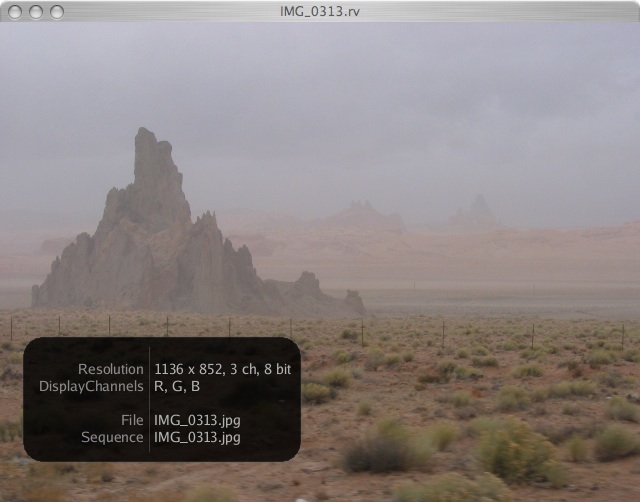 IMG_0313.rv
Resolution 1136 x 852, 3 ch, 8 bit
DisplayChannels R, G, B
File IMG_0313.jpg
Sequence IMG_0313.jpg